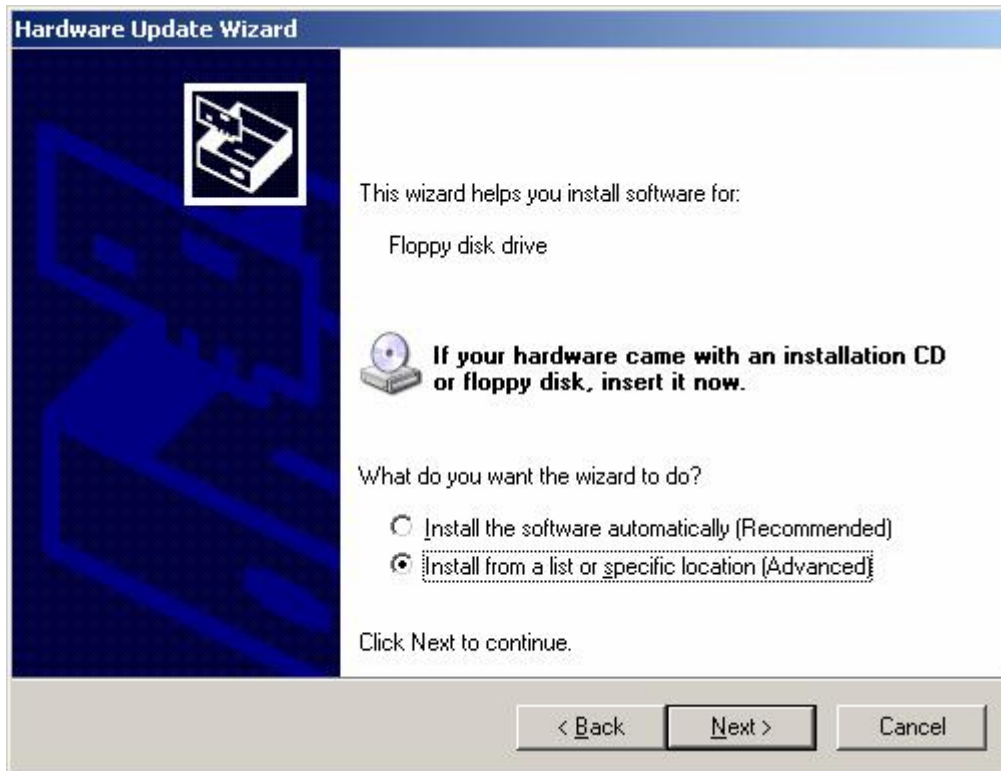 Hardware Update Wizard
This wizard helps you install software for:
Floppy disk drive
If your hardware came with an installation CD
or floppy disk, insert it now.
What do you want the wizard to do?
Install the software automatically (Recommended)
Install from a list or specific location (Advanced)
Click Next to continue.
< Back
Next >
Cancel